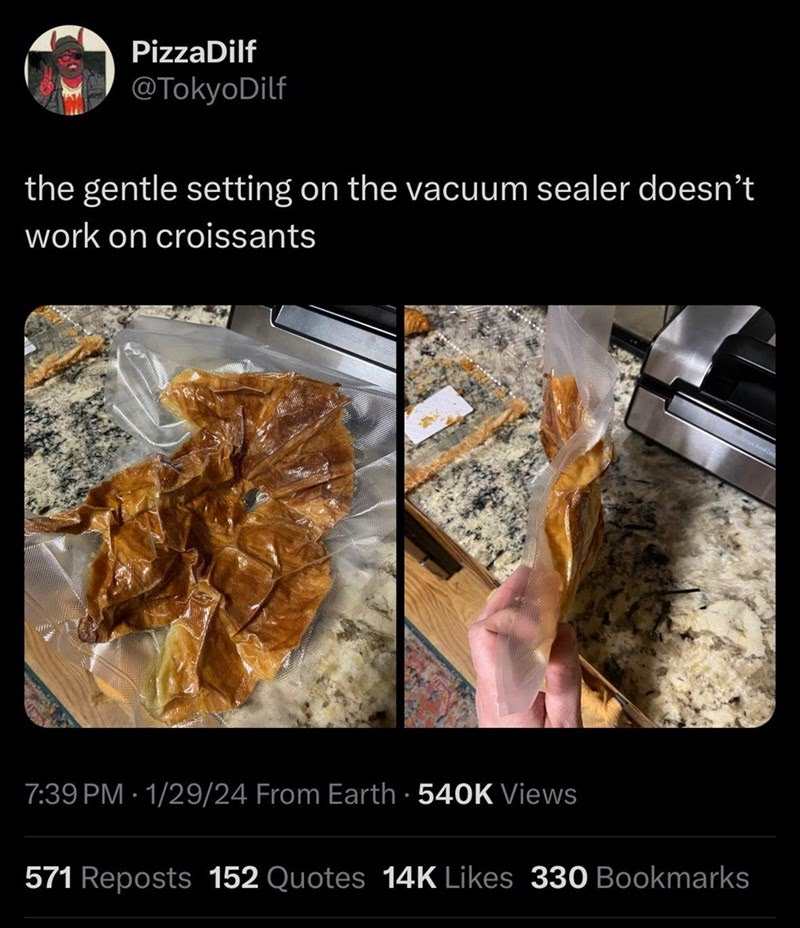 PizzaDilf
@TokyoDilf
the gentle setting on the vacuum sealer doesn’t
work on croissants
7:39 PM · 1/29/24 From Earth · 540K Views
571 Reposts 152 Quotes 14K Likes 330 Bookmarks